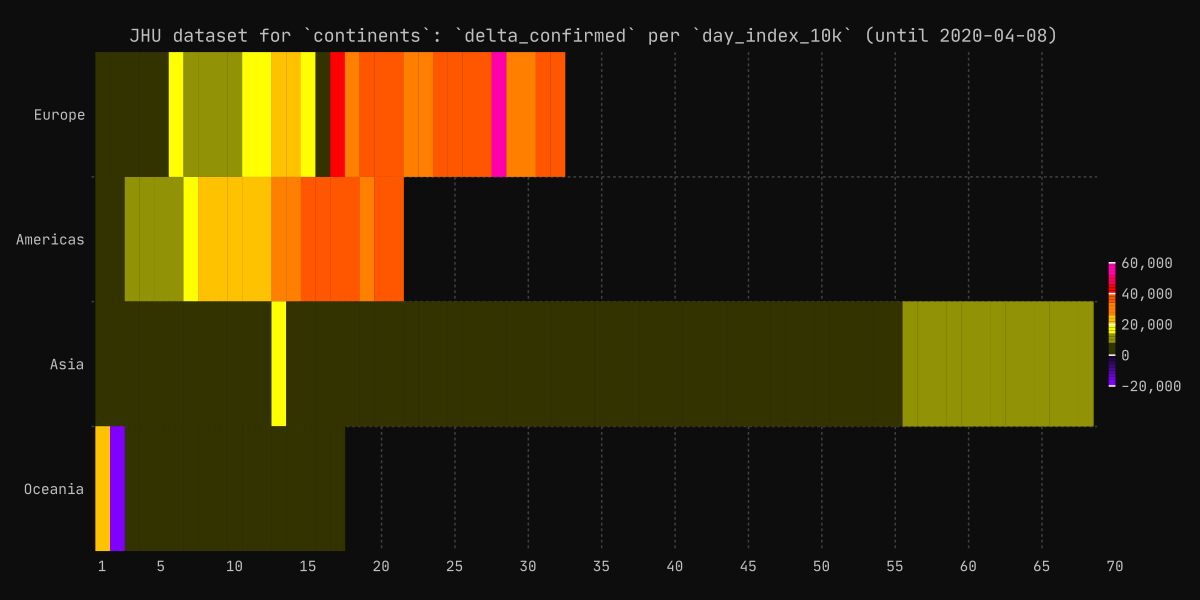 JHU dataset for `continents`: `delta_confirmed` per `day_index_10k` (until 2020-04-08)
Europe
Americas
Asia
Oceania
60,000
40,000
20,000
0
-20,000
1 5 10 15 20 25 30 35 40 45 50 55 60 65 70